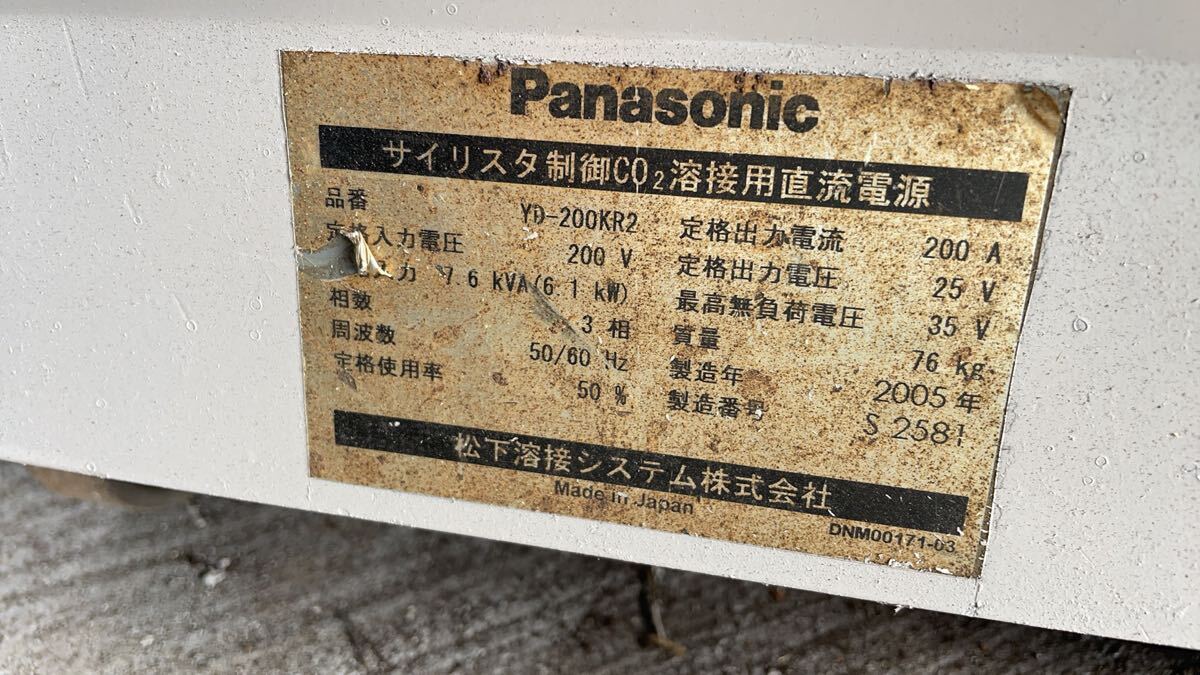 Panasonic
サイリスタ制御CO₂溶接用直流電源
品番 YD-200KR2
定格入力電圧 200 V
入力 7.6 kVA(6.1 kW)
相数 3 相
周波数 50/60 Hz
定格使用率 50 %
定格出力電流 200 A
定格出力電圧 25 V
最高無負荷電圧 35 V
質量 76 kg
製造年 2005年
製造番号 S 2581
松下溶接システム株式会社
Made in Japan
DNM00171-03